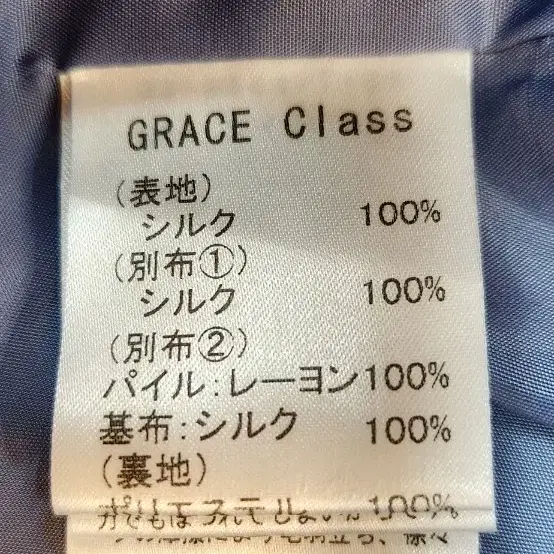 GRACE Class
(表地)
シルク 100%
(別布①)
シルク 100%
(別布②)
パイル:レーヨン100%
基布:シルク 100%
(裏地)
100%